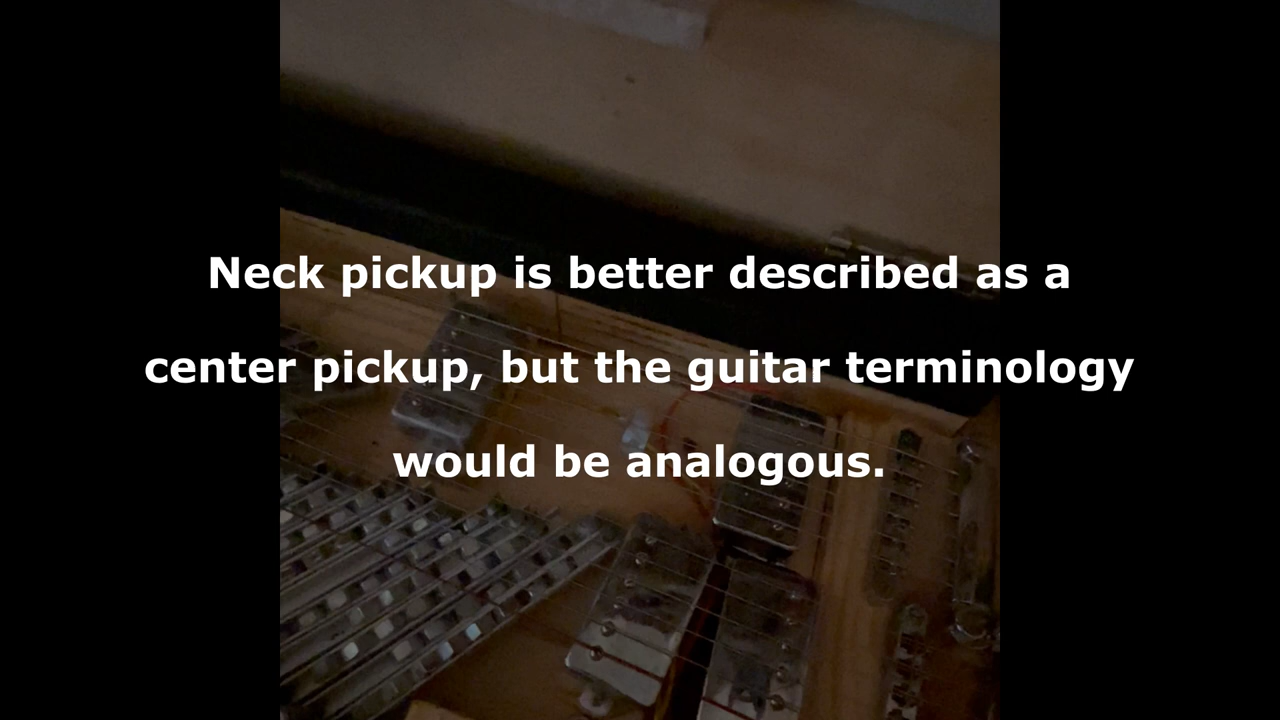 Neck pickup is better described as a
center pickup, but the guitar terminology
would be analogous.